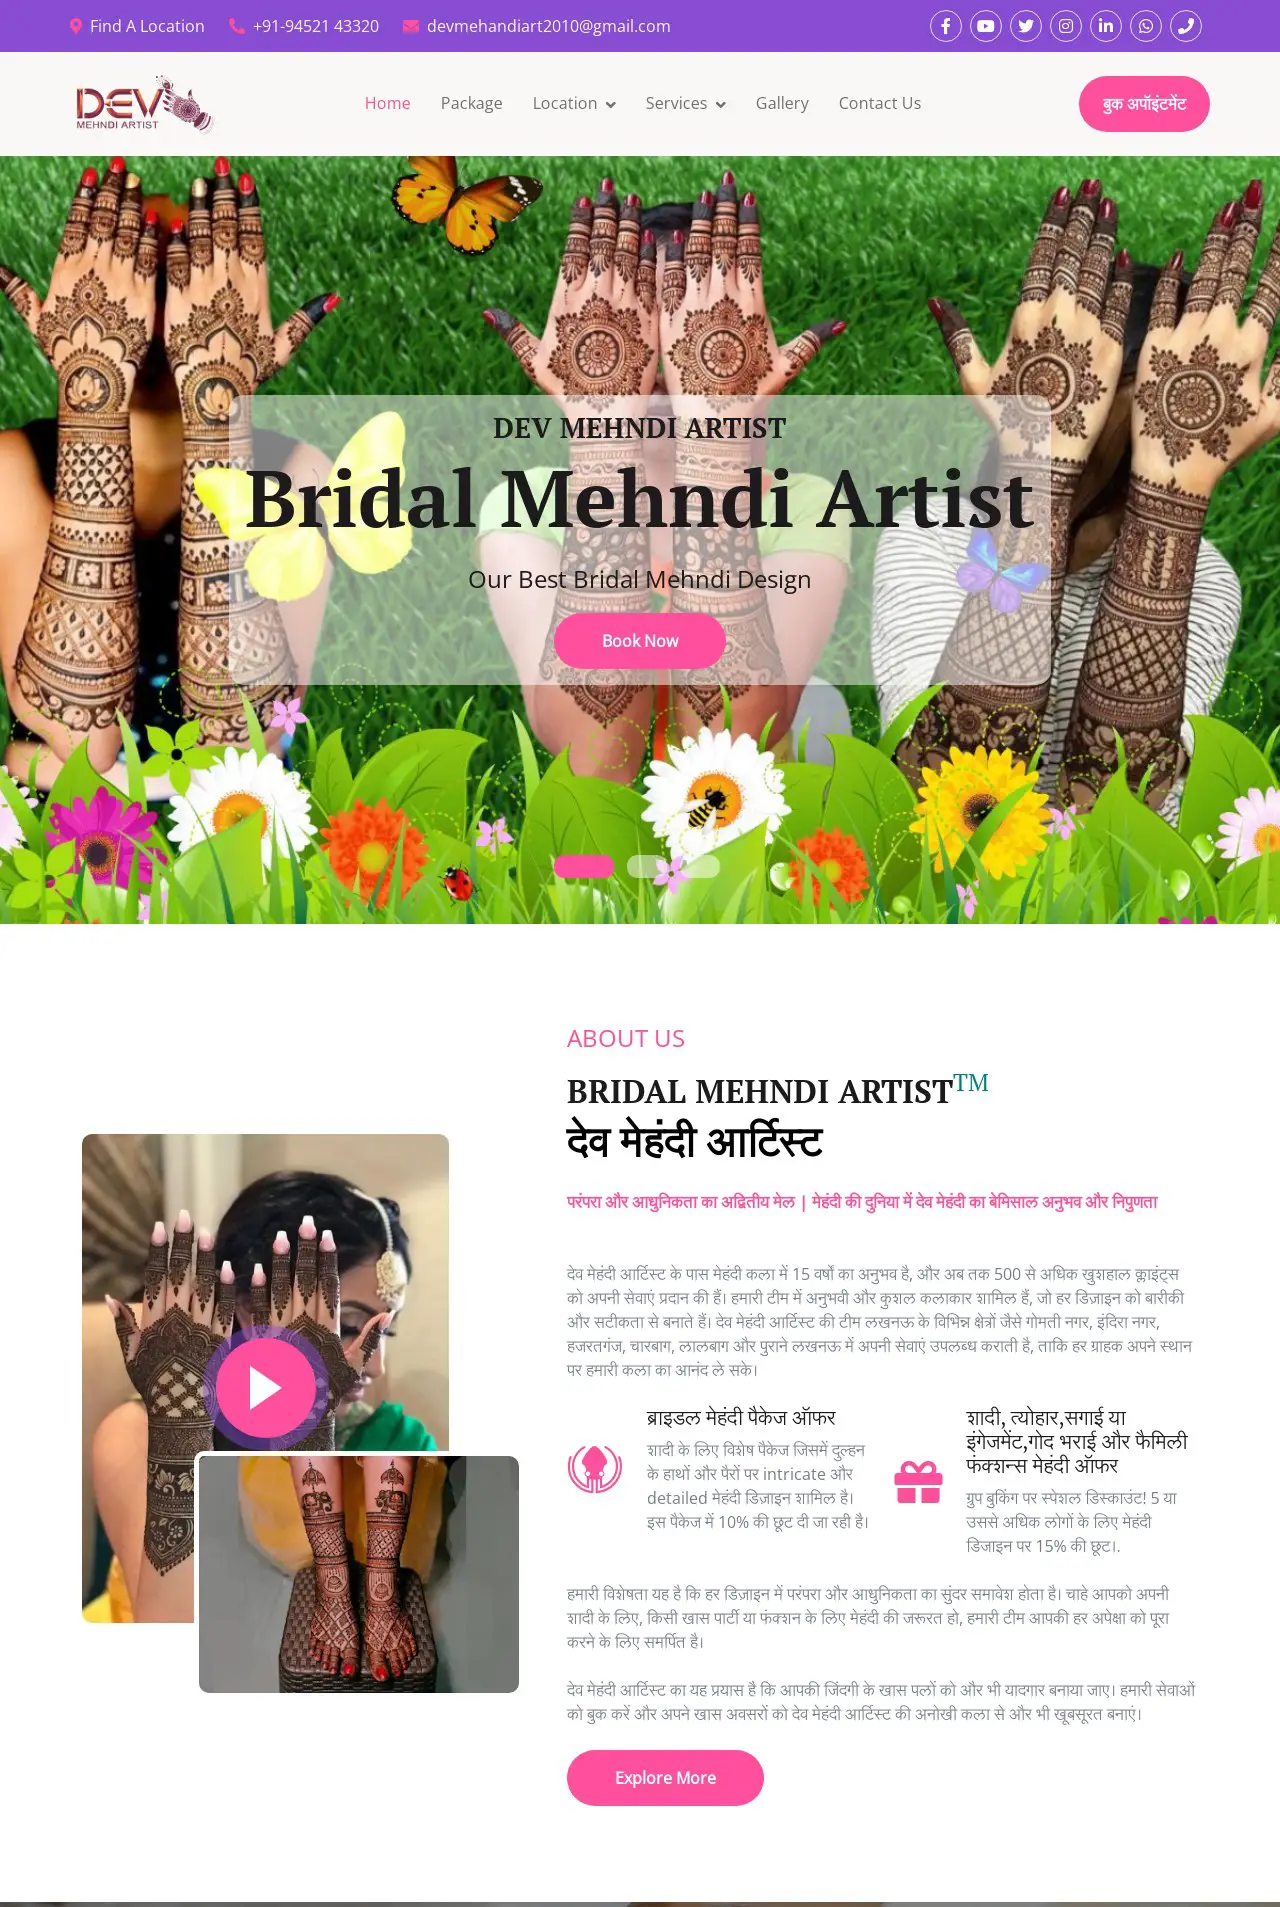 Find A Location
+91-94521 43320
devmehandiart2010@gmail.com
DEV
MEHNDI ARTIST
Home
Package
Location
Services
Gallery
Contact Us
बुक अपॉइंटमेंट
DEV MEHNDI ARTIST
Bridal Mehndi Artist
Our Best Bridal Mehndi Design
Book Now
ABOUT US
BRIDAL MEHNDI ARTIST™
देव मेहंदी आर्टिस्ट
परंपरा और आधुनिकता का अद्वितीय मेल | मेहंदी की दुनिया में देव मेहंदी का बेमिसाल अनुभव और निपुणता
देव मेहंदी आर्टिस्ट के पास मेहंदी कला में 15 वर्षों का अनुभव है, और अब तक 500 से अधिक खुशहाल क्लाइंट्स
को अपनी सेवाएं प्रदान की हैं। हमारी टीम में अनुभवी और कुशल कलाकार शामिल हैं, जो हर डिज़ाइन को बारीकी
और सटीकता से बनाते हैं। देव मेहंदी आर्टिस्ट की टीम लखनऊ के विभिन्न क्षेत्रों जैसे गोमती नगर, इंदिरा नगर,
हजरतगंज, चारबाग, लालबाग और पुराने लखनऊ में अपनी सेवाएं उपलब्ध कराती है, ताकि हर ग्राहक अपने स्थान
पर हमारी कला का आनंद ले सके।
ब्राइडल मेहंदी पैकेज ऑफर
शादी के लिए विशेष पैकेज जिसमें दुल्हन
के हाथों और पैरों पर intricate और
detailed मेहंदी डिज़ाइन शामिल है।
इस पैकेज में 10% की छूट दी जा रही है।
शादी, त्योहार,सगाई या
इंगेजमेंट,गोद भराई और फैमिली
फंक्शन्स मेहंदी ऑफर
ग्रुप बुकिंग पर स्पेशल डिस्काउंट! 5 या
उससे अधिक लोगों के लिए मेहंदी
डिजाइन पर 15% की छूट।.
हमारी विशेषता यह है कि हर डिज़ाइन में परंपरा और आधुनिकता का सुंदर समावेश होता है। चाहे आपको अपनी
शादी के लिए, किसी खास पार्टी या फंक्शन के लिए मेहंदी की जरूरत हो, हमारी टीम आपकी हर अपेक्षा को पूरा
करने के लिए समर्पित है।
देव मेहंदी आर्टिस्ट का यह प्रयास है कि आपकी जिंदगी के खास पलों को और भी यादगार बनाया जाए। हमारी सेवाओं
को बुक करें और अपने खास अवसरों को देव मेहंदी आर्टिस्ट की अनोखी कला से और भी खूबसूरत बनाएं।
Explore More